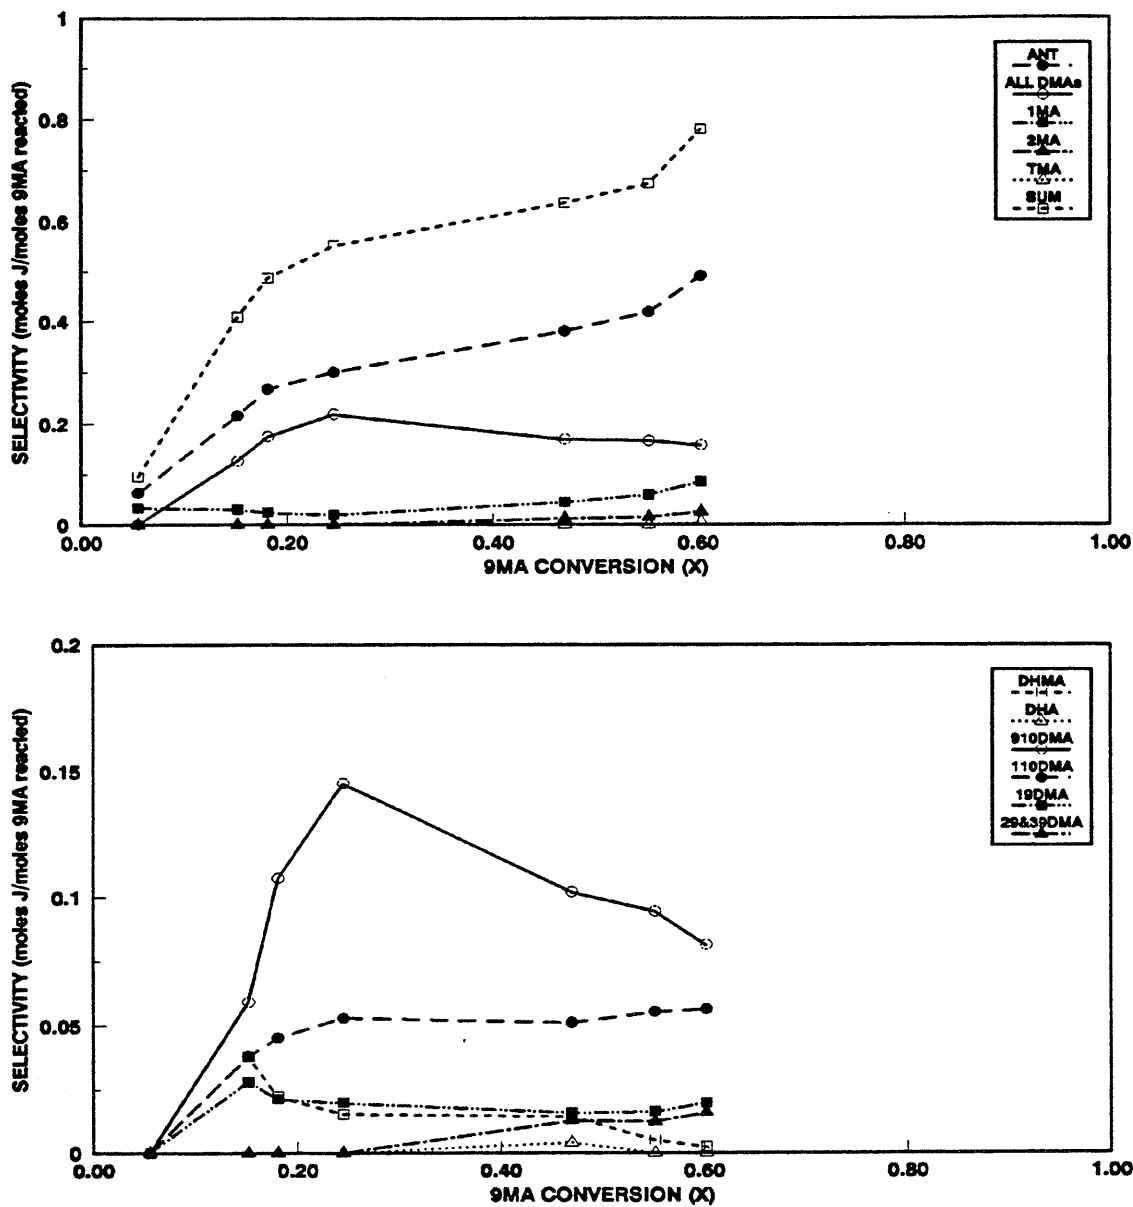 1
0.8
0.6
0.4
0.2
0
SELECTIVITY (moles J/moles 9MA reacted)
ANT
ALL DMAs
1MA
2MA
TMA
SUM
0.00 0.20 0.40 0.60 0.80 1.00
9MA CONVERSION (X)
0.2
0.15
0.1
0.05
0
SELECTIVITY (moles J/moles 9MA reacted)
DHMA
DHA
910DMA
110DMA
19DMA
29&39DMA
0.00 0.20 0.40 0.60 0.80 1.00
9MA CONVERSION (X)